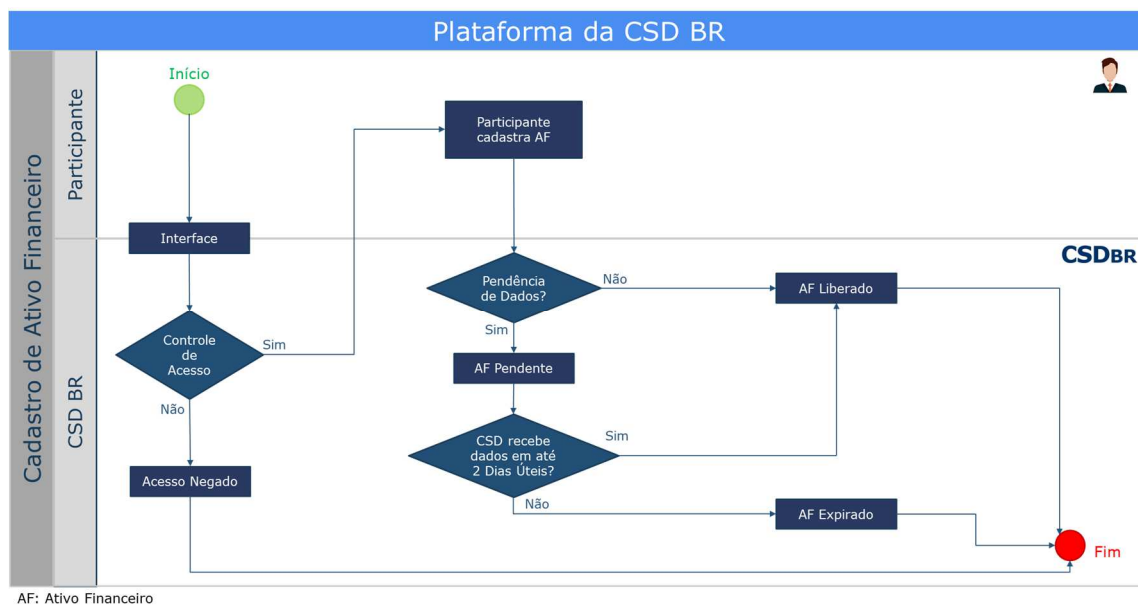 Plataforma da CSD BR
Cadastro de Ativo Financeiro
Participante
CSD BR
Início
Participante
cadastra AF
Interface
CSDBR
Pendência
de Dados?
Não
AF Liberado
Sim
Controle
de
Acesso
Sim
AF Pendente
Não
CSD recebe
dados em até
2 Dias Úteis?
Sim
Acesso Negado
Não
AF Expirado
Fim
AF: Ativo Financeiro